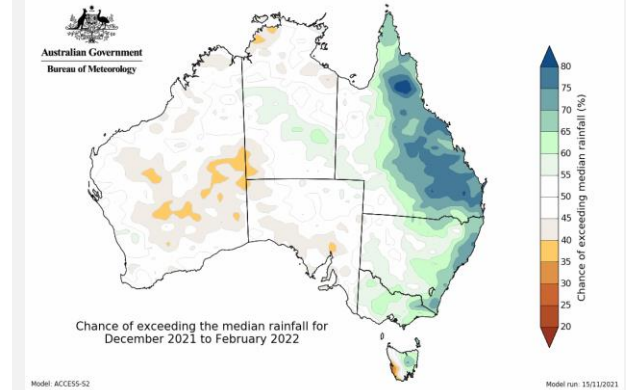 Australian Government
Bureau of Meteorology
80
75
70
65
60
55
45
40
35
30
25
20
Chance of exceeding median rainfall (%)
Chance of exceeding the median rainfall for
December 2021 to February 2022
Model: ACCESS-S2
Model run: 15/11/2021